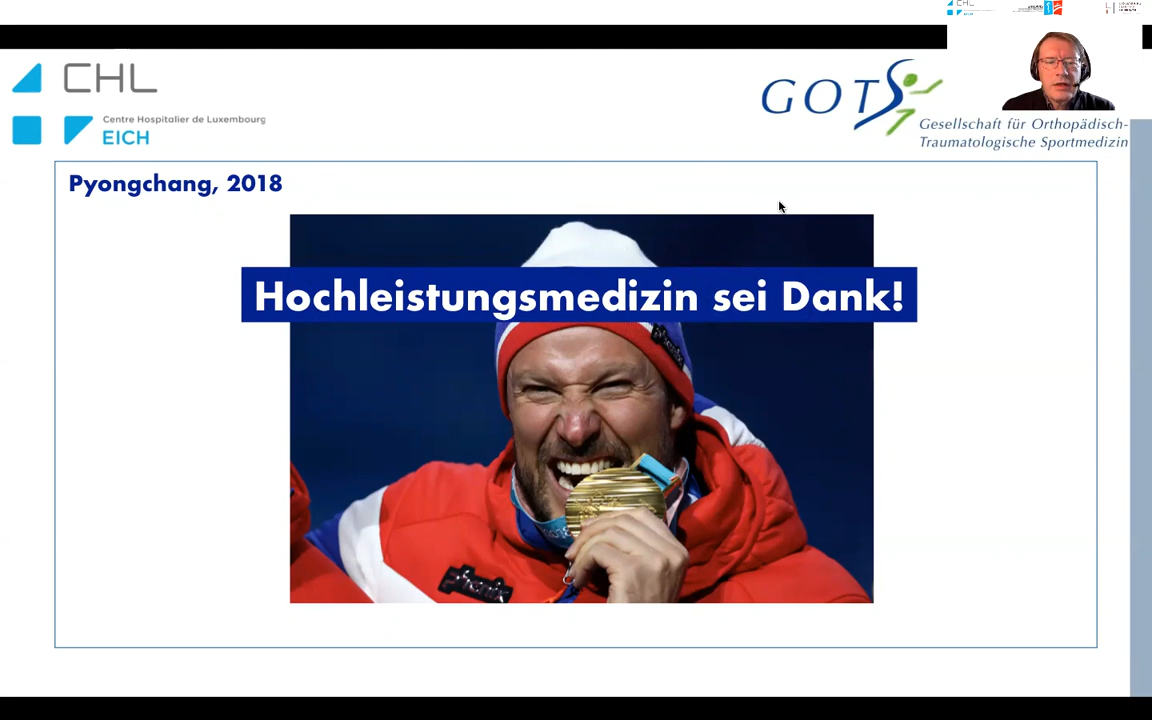 CHL
Centre Hospitalier de Luxembourg
EICH
GOTS
Gesellschaft für Orthopädisch-
Traumatologische Sportmedizin
Pyongchang, 2018
Hochleistungsmedizin sei Dank!